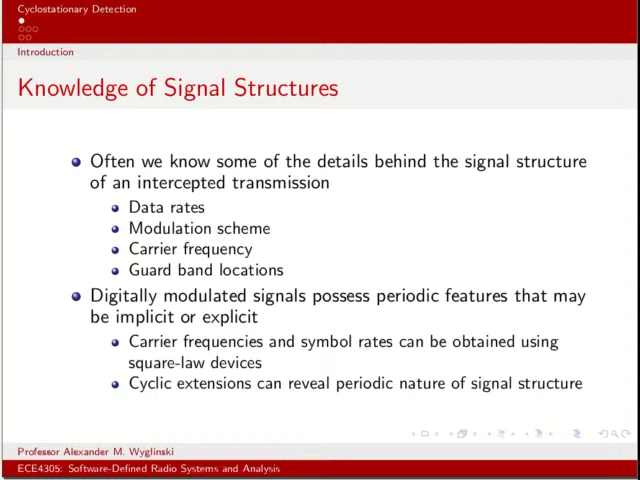 Cyclostationary Detection
Introduction
Knowledge of Signal Structures
Often we know some of the details behind the signal structure
of an intercepted transmission
Data rates
Modulation scheme
Carrier frequency
Guard band locations
Digitally modulated signals possess periodic features that may
be implicit or explicit
Carrier frequencies and symbol rates can be obtained using
square-law devices
Cyclic extensions can reveal periodic nature of signal structure
Professor Alexander M. Wyglinski
ECE4305: Software-Defined Radio Systems and Analysis